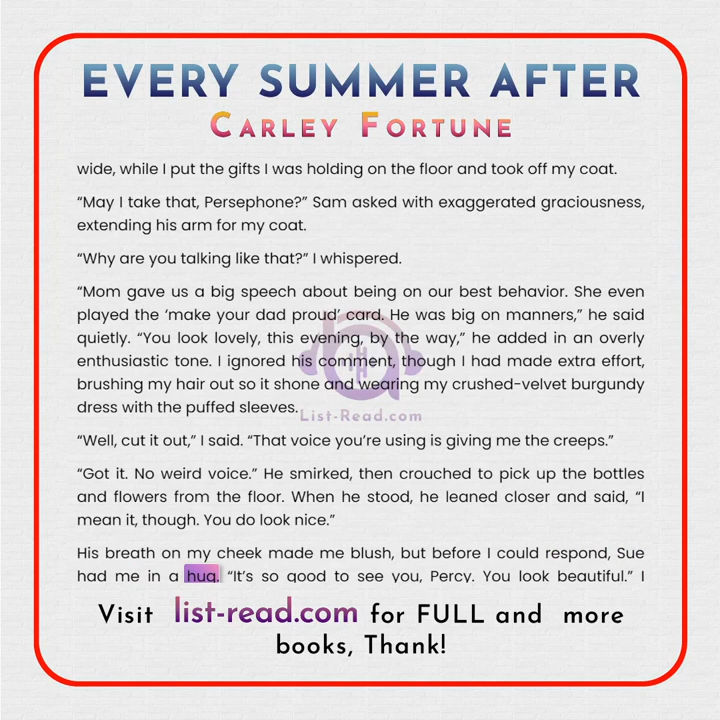 EVERY SUMMER AFTER
CARLEY FORTUNE
wide, while I put the gifts I was holding on the floor and took off my coat.
“May I take that, Persephone?” Sam asked with exaggerated graciousness,
extending his arm for my coat.
“Why are you talking like that?” I whispered.
“Mom gave us a big speech about being on our best behavior. She even
played the ‘make your dad proud’ card. He was big on manners,” he said
quietly. “You look lovely, this evening, by the way,” he added in an overly
enthusiastic tone. I ignored his comment, though I had made extra effort,
brushing my hair out so it shone and wearing my crushed-velvet burgundy
dress with the puffed sleeves.
List-Read.com
“Well, cut it out,” I said. “That voice you’re using is giving me the creeps.”
“Got it. No weird voice.” He smirked, then crouched to pick up the bottles
and flowers from the floor. When he stood, he leaned closer and said, “I
mean it, though. You do look nice.”
His breath on my cheek made me blush, but before I could respond, Sue
had me in a hug. “It’s so good to see you, Percy. You look beautiful.” I
Visit list-read.com for FULL and more
books, Thank!